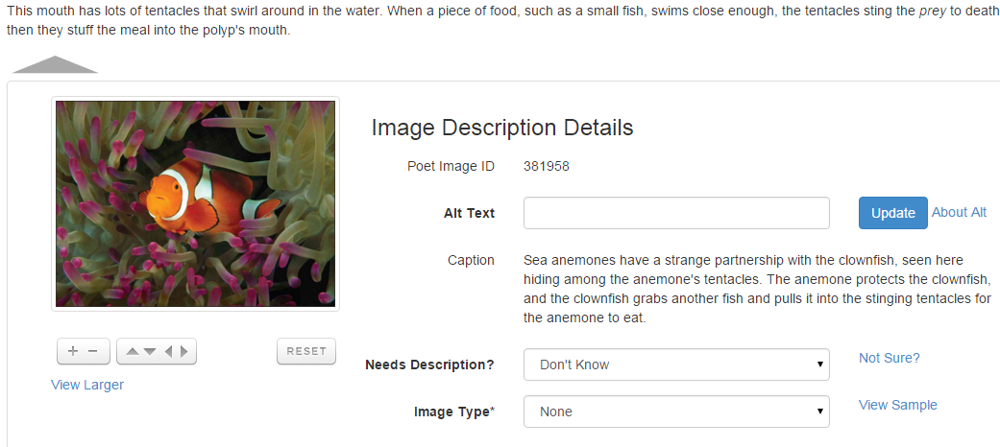 This mouth has lots of tentacles that swirl around in the water. When a piece of food, such as a small fish, swims close enough, the tentacles sting the prey to death
then they stuff the meal into the polyp's mouth.
Image Description Details
Poet Image ID 381958
Alt Text Update About Alt
Caption Sea anemones have a strange partnership with the clownfish, seen here
hiding among the anemone's tentacles. The anemone protects the clownfish,
and the clownfish grabs another fish and pulls it into the stinging tentacles for
the anemone to eat.
+ − RESET
View Larger
Needs Description? Don't Know Not Sure?
Image Type* None View Sample